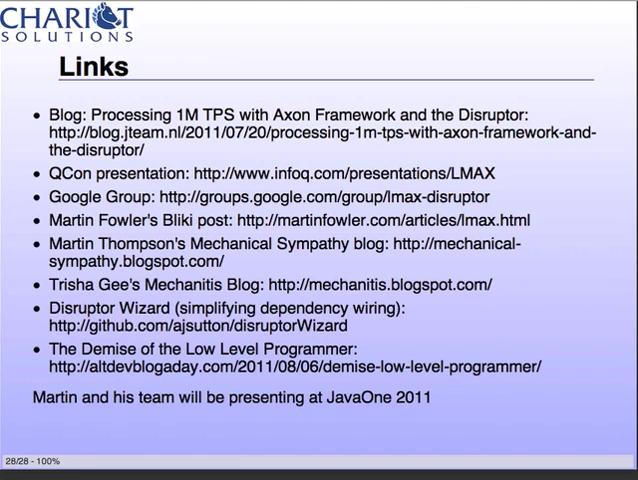 CHARIOT
SOLUTIONS
Links
• Blog: Processing 1M TPS with Axon Framework and the Disruptor:
http://blog.jteam.nl/2011/07/20/processing-1m-tps-with-axon-framework-and-
the-disruptor/
• QCon presentation: http://www.infoq.com/presentations/LMAX
• Google Group: http://groups.google.com/group/lmax-disruptor
• Martin Fowler's Bliki post: http://martinfowler.com/articles/lmax.html
• Martin Thompson's Mechanical Sympathy blog: http://mechanical-
sympathy.blogspot.com/
• Trisha Gee's Mechanitis Blog: http://mechanitis.blogspot.com/
• Disruptor Wizard (simplifying dependency wiring):
http://github.com/ajsutton/disruptorWizard
• The Demise of the Low Level Programmer:
http://altdevblogaday.com/2011/08/06/demise-low-level-programmer/
Martin and his team will be presenting at JavaOne 2011
28/28 - 100%